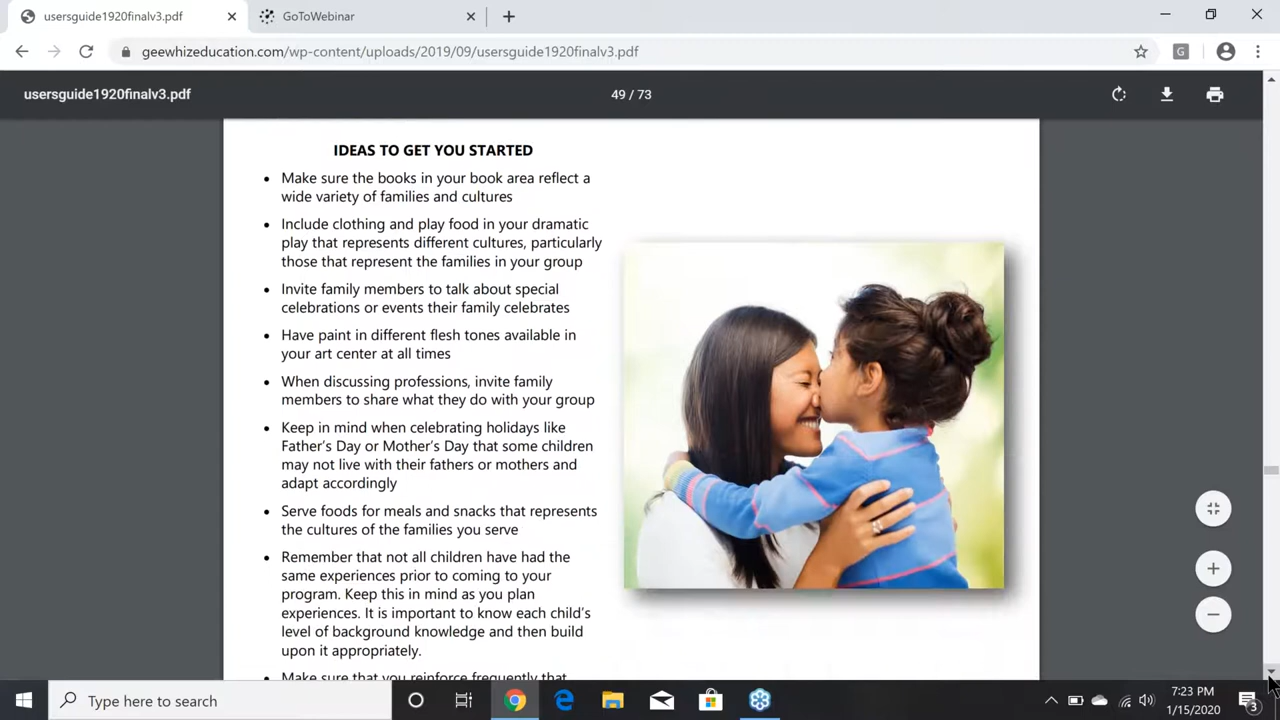 usersguide1920finalv3.pdf
GoToWebinar
geewhizeducation.com/wp-content/uploads/2019/09/usersguide1920finalv3.pdf
G
usersguide1920finalv3.pdf
49 / 73
IDEAS TO GET YOU STARTED
• Make sure the books in your book area reflect a
wide variety of families and cultures
• Include clothing and play food in your dramatic
play that represents different cultures, particularly
those that represent the families in your group
• Invite family members to talk about special
celebrations or events their family celebrates
• Have paint in different flesh tones available in
your art center at all times
• When discussing professions, invite family
members to share what they do with your group
• Keep in mind when celebrating holidays like
Father's Day or Mother's Day that some children
may not live with their fathers or mothers and
adapt accordingly
• Serve foods for meals and snacks that represents
the cultures of the families you serve
• Remember that not all children have had the
same experiences prior to coming to your
program. Keep this in mind as you plan
experiences. It is important to know each child's
level of background knowledge and then build
upon it appropriately.
• Make sure that you reinforce frequently that
Type here to search
7:23 PM
1/15/2020
3